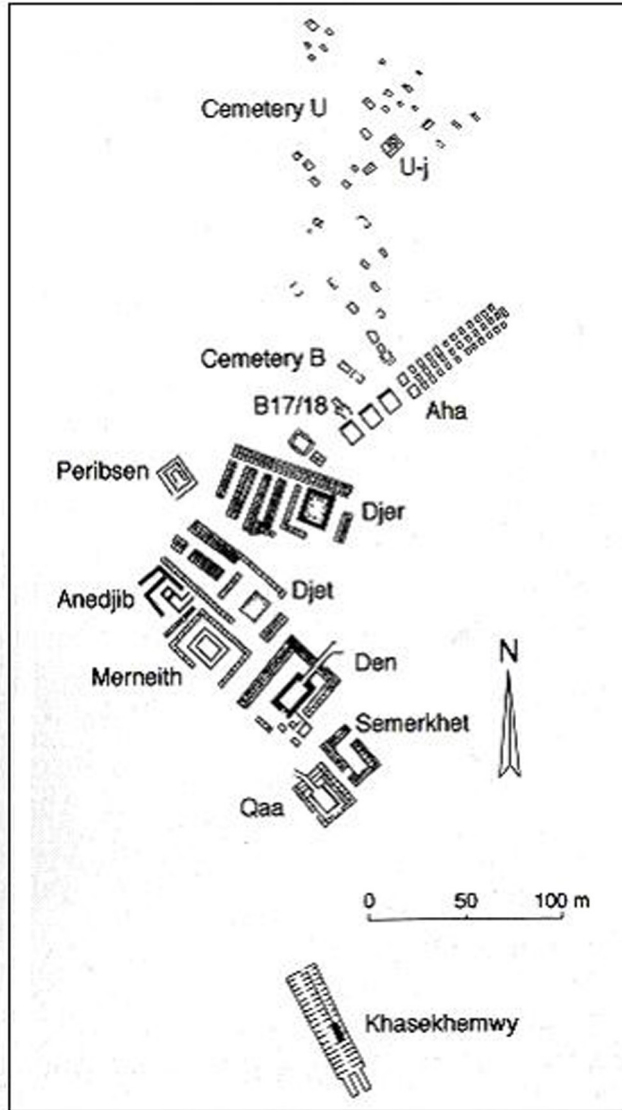 Cemetery U
U-j
Cemetery B
B17/18
Aha
Peribsen
Djer
Djet
Anedjib
Merneith
Den
N
Semerkhet
Qaa
0 50 100 m
Khasekhemwy